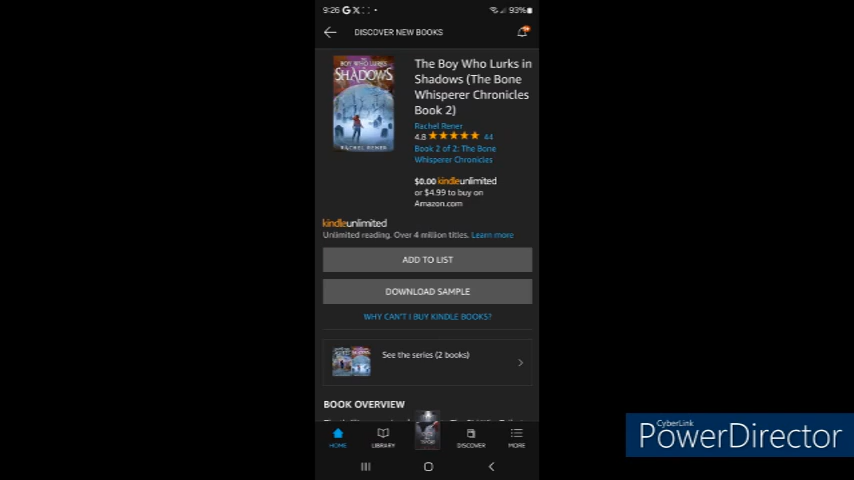 9:26 G X
93%
DISCOVER NEW BOOKS
THE
BOY WHO LURKS
IN
SHADOWS
RACHEL RENER
The Boy Who Lurks in
Shadows (The Bone
Whisperer Chronicles
Book 2)
Rachel Rener
4.8 44
Book 2 of 2: The Bone
Whisperer Chronicles
$0.00 kindleunlimited
or $4.99 to buy on
Amazon.com
kindleunlimited
Unlimited reading. Over 4 million titles. Learn more
ADD TO LIST
DOWNLOAD SAMPLE
WHY CAN'T I BUY KINDLE BOOKS?
See the series (2 books)
BOOK OVERVIEW
HOME LIBRARY DISCOVER MORE
CyberLink
PowerDirector